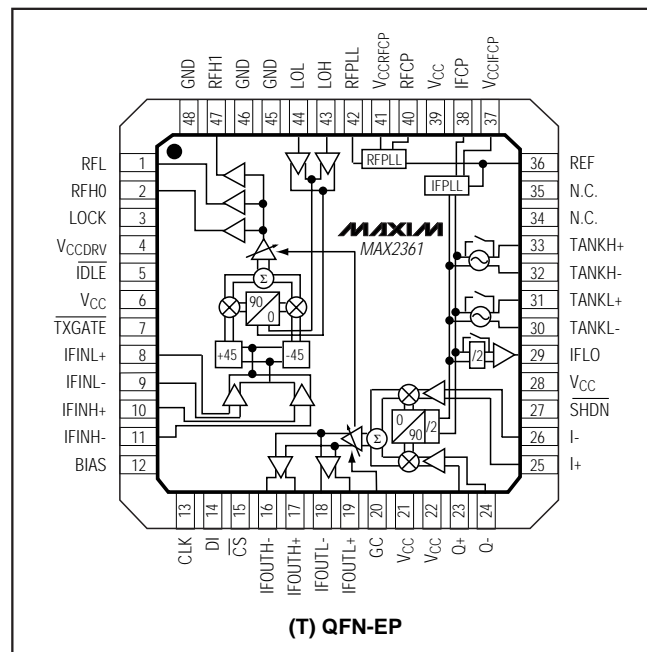 GND
RFH1
GND
GND
LOL
LOH
RFPLL
VCCRFCP
RFCP
VCC
IFCP
VCCIFCP
48
47
46
45
44
43
42
41
40
39
38
37
RFL 1
RFH0 2
LOCK 3
VCCDRV 4
IDLE 5
VCC 6
TXGATE 7
IFINL+ 8
IFINL- 9
IFINH+ 10
IFINH- 11
BIAS 12
RFPLL
IFPLL
MAXIM
MAX2361
Σ
90
0
+45
-45
/2
0
90
/2
Σ
36 REF
35 N.C.
34 N.C.
33 TANKH+
32 TANKH-
31 TANKL+
30 TANKL-
29 IFLO
28 VCC
27 SHDN
26 I-
25 I+
13
14
15
16
17
18
19
20
21
22
23
24
CLK
DI
CS
IFOUTH-
IFOUTH+
IFOUTL-
IFOUTL+
GC
VCC
VCC
Q+
Q-
(T) QFN-EP